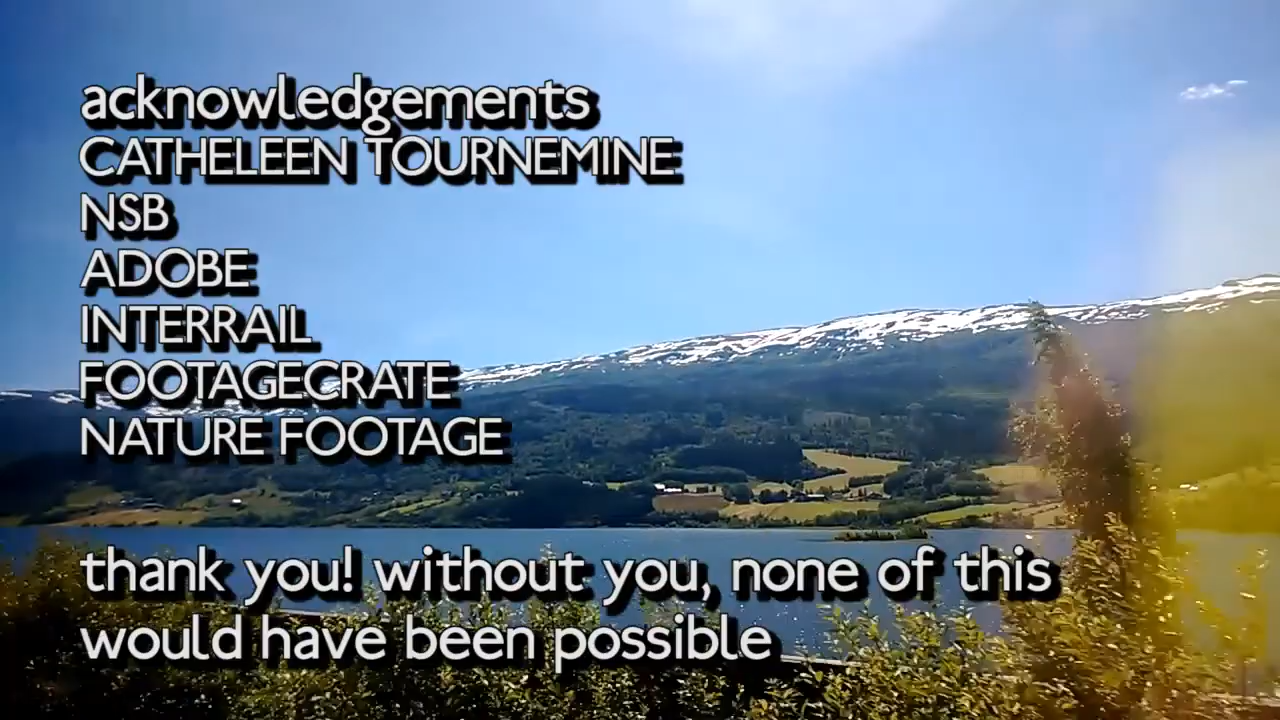 acknowledgements
CATHELEEN TOURNEMINE
NSB
ADOBE
INTERRAIL
FOOTAGECRATE
NATURE FOOTAGE
thank you! without you, none of this
would have been possible